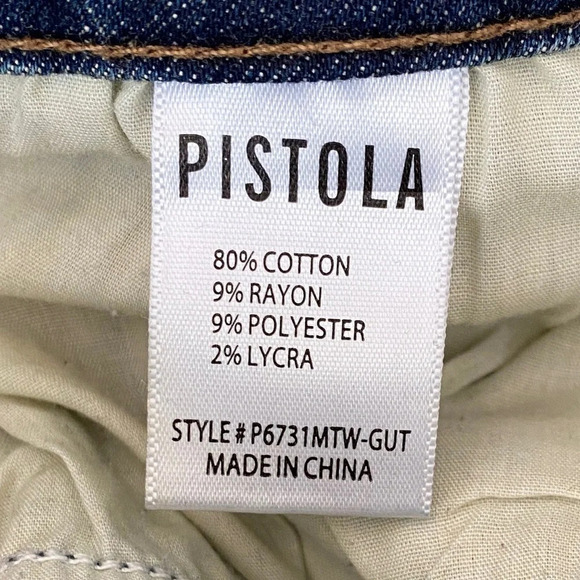 PISTOLA
80% COTTON
9% RAYON
9% POLYESTER
2% LYCRA
STYLE # P6731MTW-GUT
MADE IN CHINA